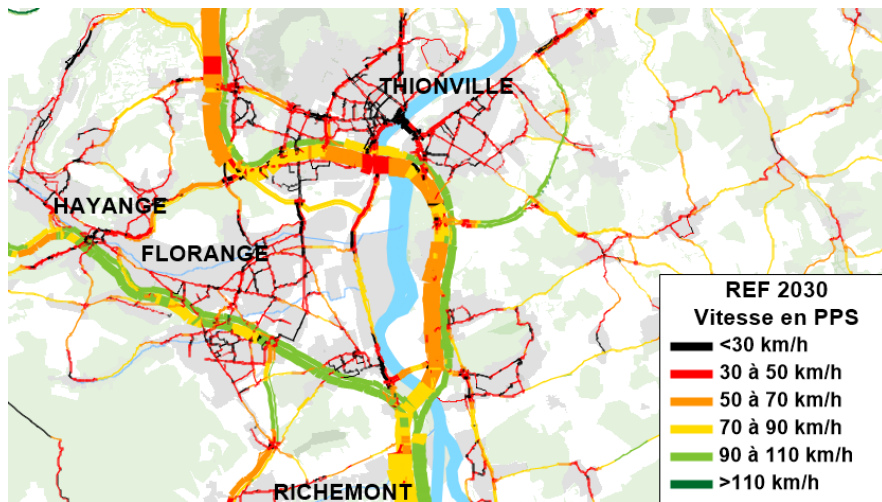 THIONVILLE
HAYANGE
FLORANGE
RICHEMONT
REF 2030
Vitesse en PPS
<30 km/h
30 à 50 km/h
50 à 70 km/h
70 à 90 km/h
90 à 110 km/h
>110 km/h